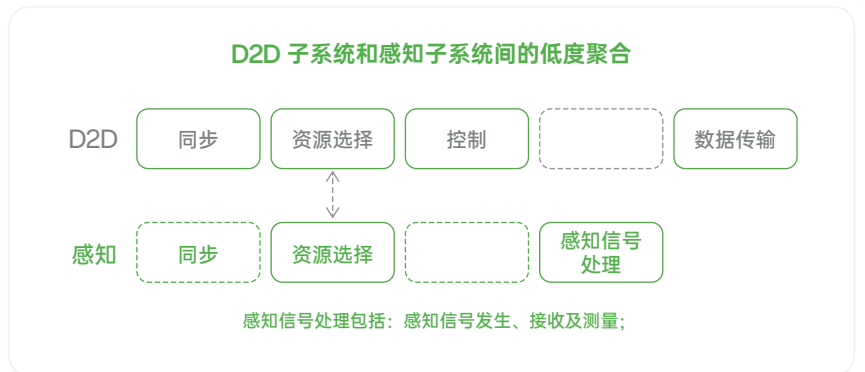 D2D 子系统和感知子系统间的低度聚合
D2D 同步 资源选择 控制 数据传输
感知 同步 资源选择 感知信号
处理
感知信号处理包括：感知信号发生、接收及测量；